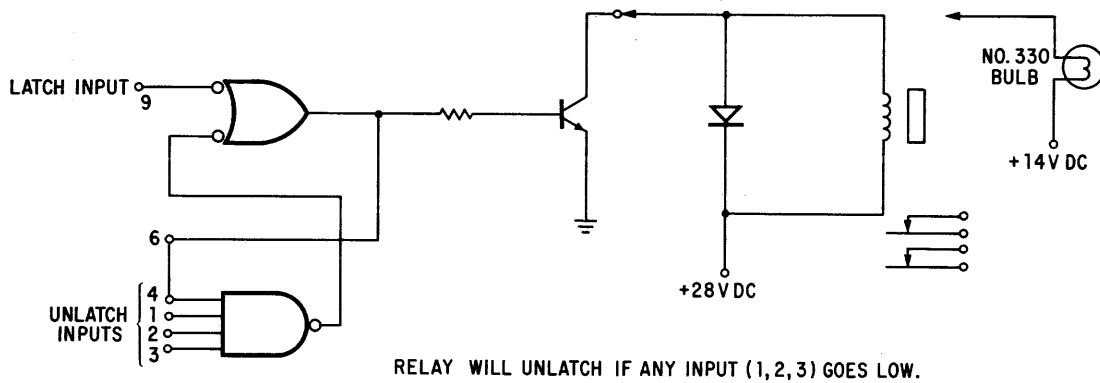 LATCH INPUT
9
NO. 330
BULB
+14V DC
6
4
1
2
3
UNLATCH
INPUTS
+28V DC
RELAY WILL UNLATCH IF ANY INPUT (1,2,3) GOES LOW.